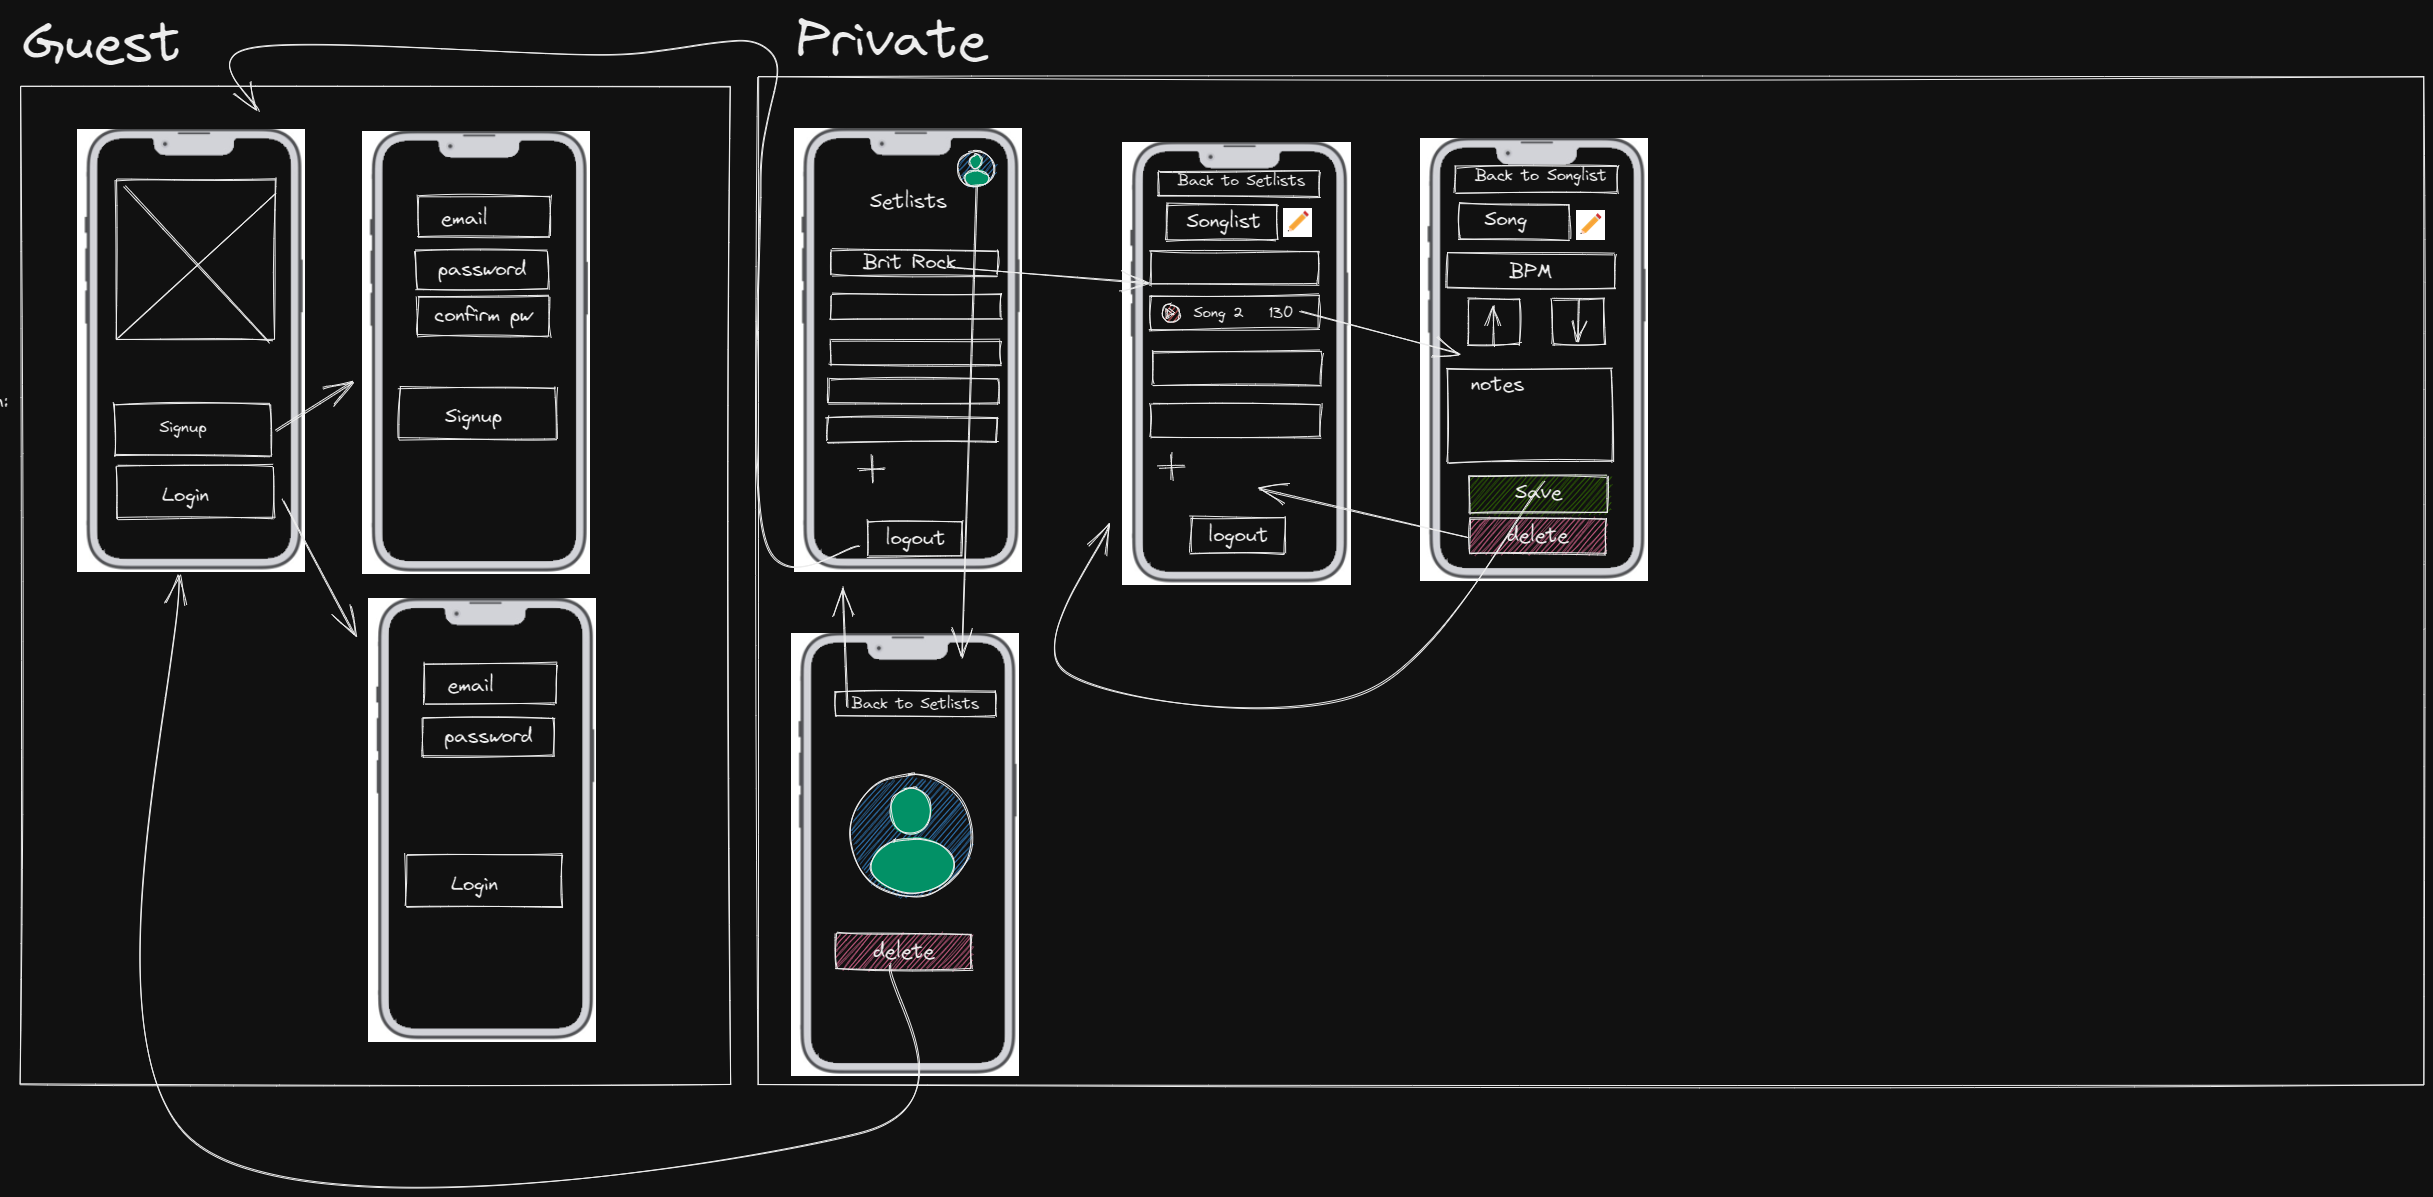 Guest
Private
Signup
Login
email
password
confirm pw
Signup
email
password
Login
Setlists
Brit Rock
logout
Back to Setlists
Songlist
Song 2 130
logout
Back to Songlist
Song
BPM
notes
Save
delete
Back to Setlists
delete